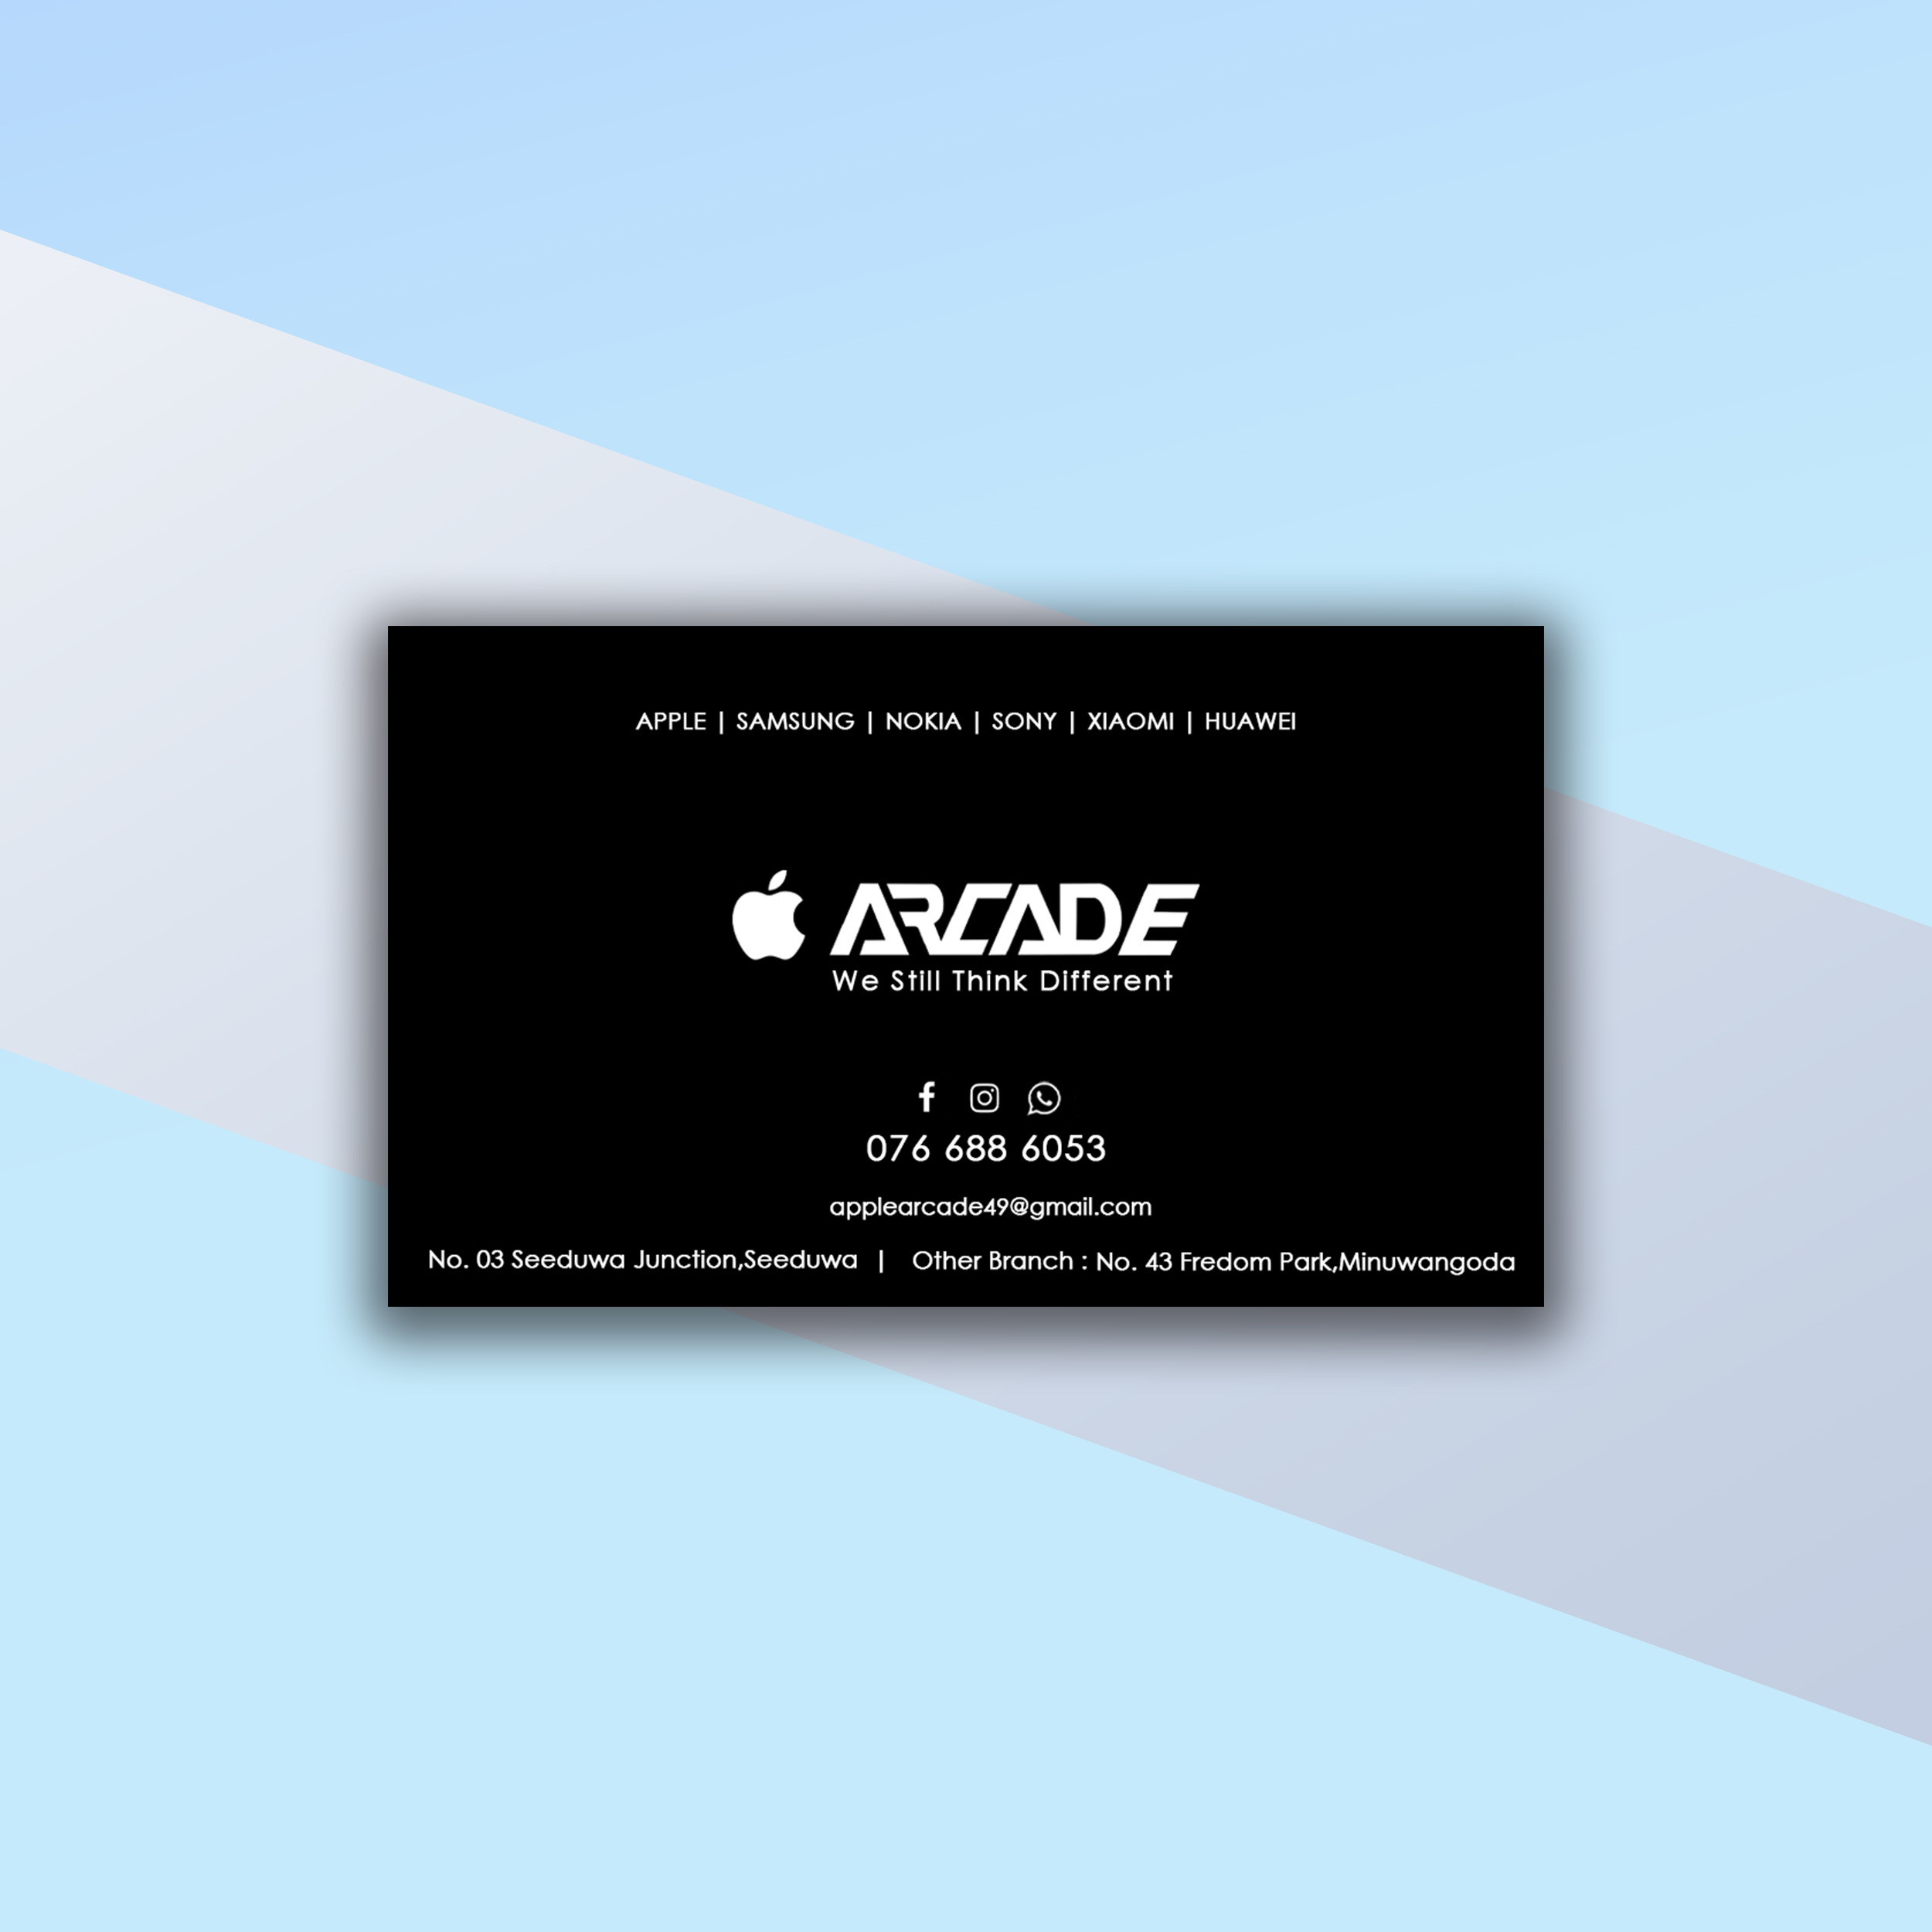 APPLE | SAMSUNG | NOKIA | SONY | XIAOMI | HUAWEI
ARCADE
We Still Think Different
076 688 6053
applearcade49@gmail.com
No. 03 Seeduwa Junction,Seeduwa | Other Branch : No. 43 Fredom Park,Minuwangoda